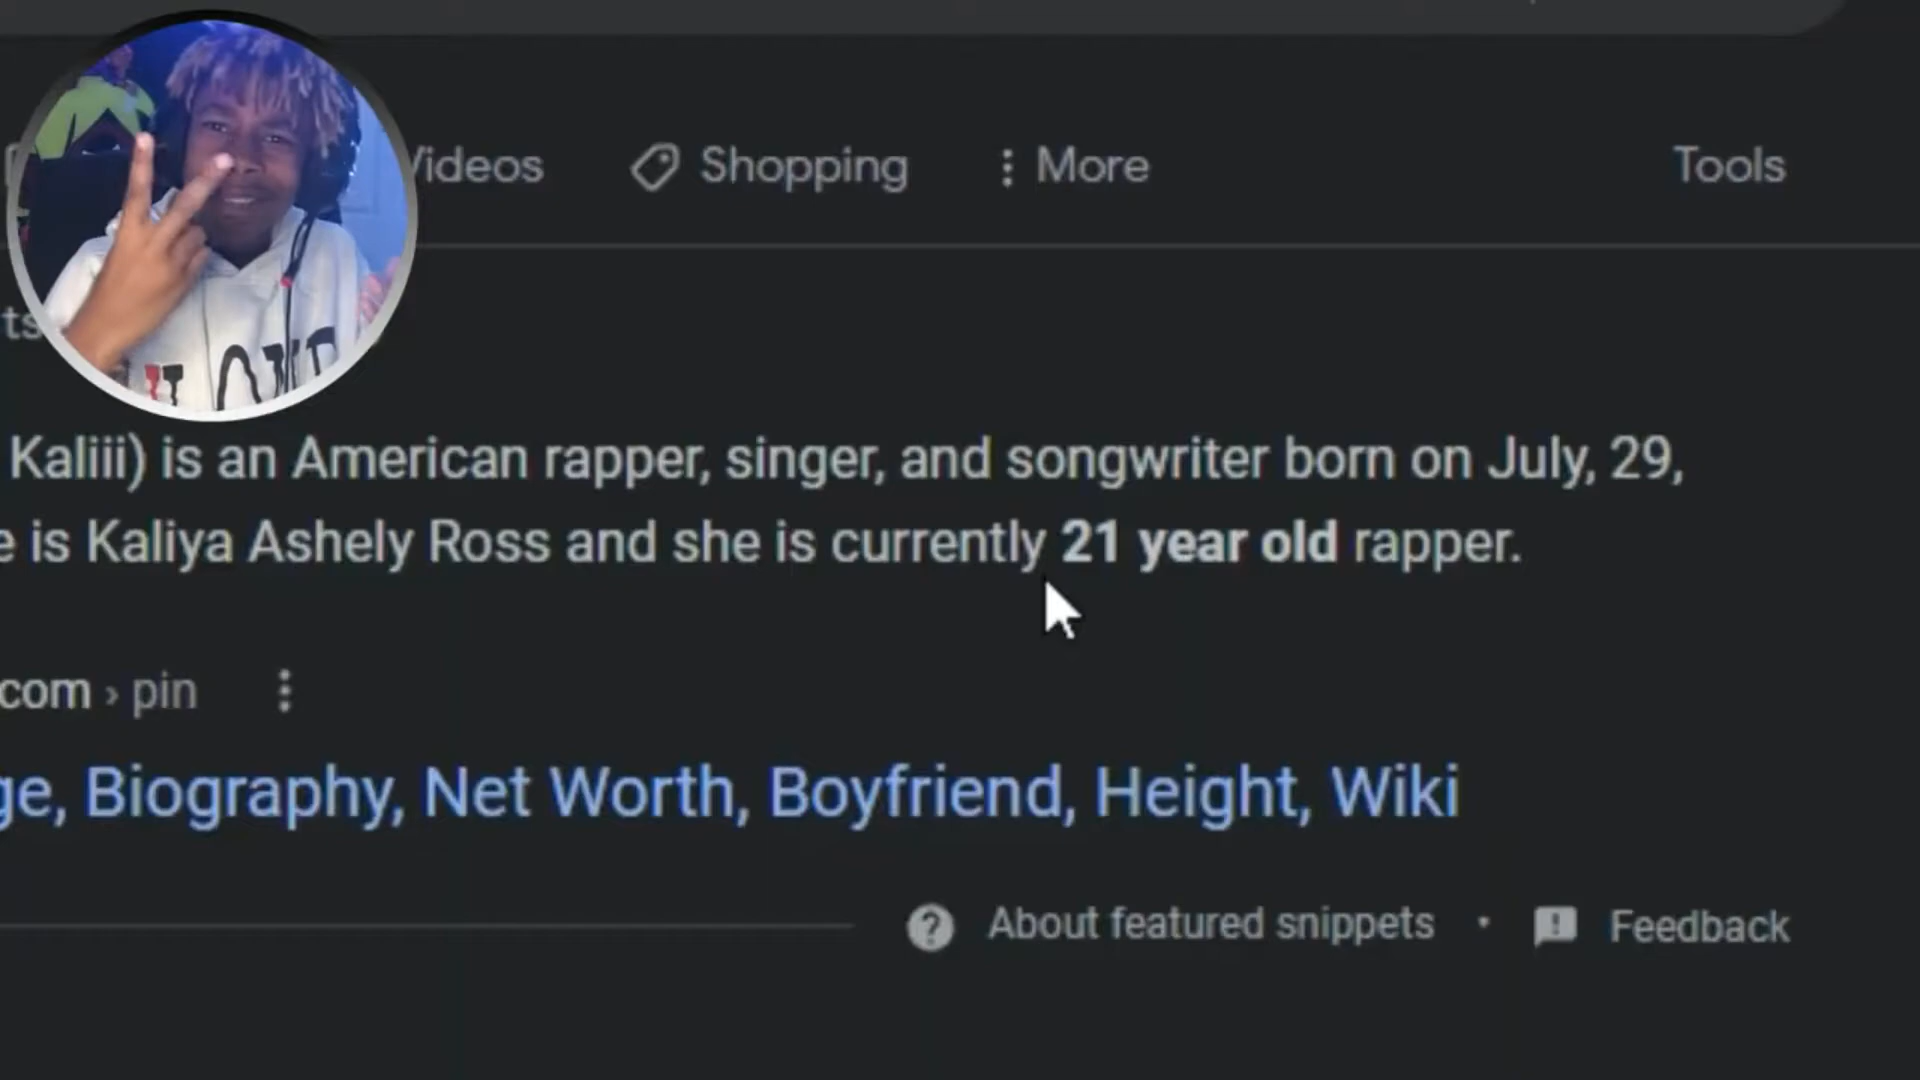 Videos
Shopping
More
Tools
ts
Kaliii) is an American rapper, singer, and songwriter born on July, 29,
e is Kaliya Ashely Ross and she is currently 21 year old rapper.
.com › pin
ge, Biography, Net Worth, Boyfriend, Height, Wiki
About featured snippets • Feedback